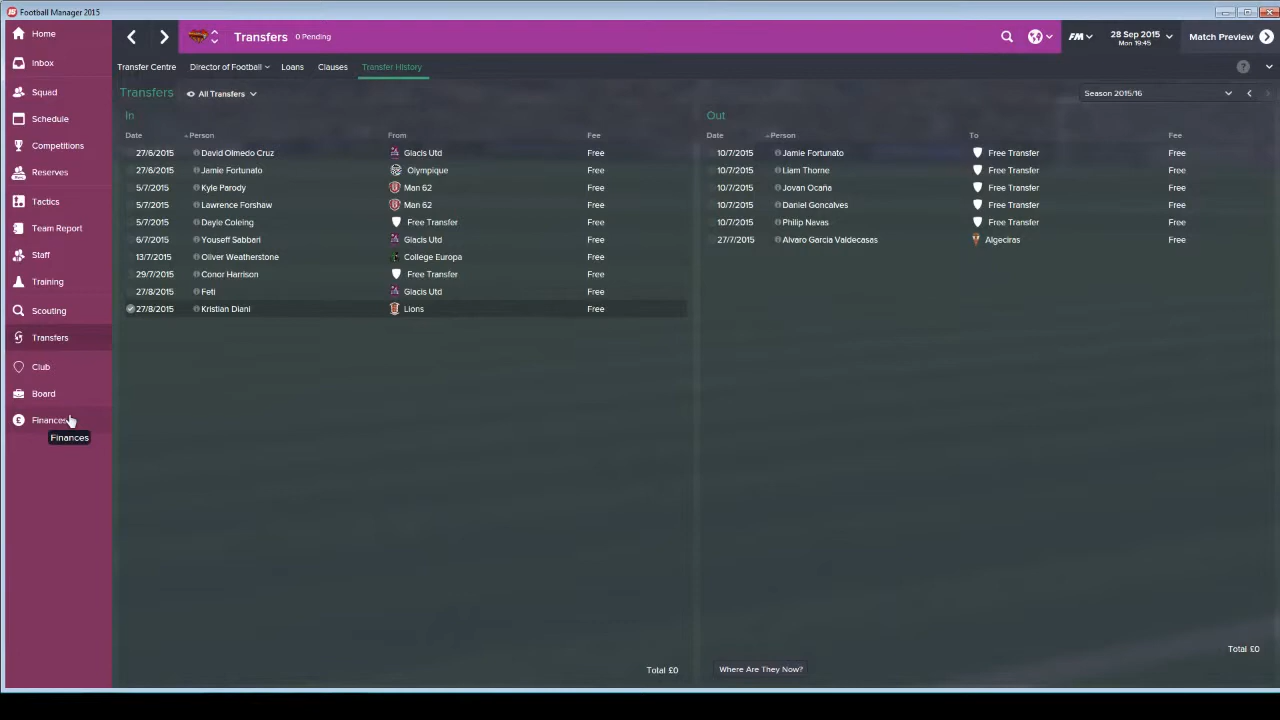 Football Manager 2015
Home
Transfers 0 Pending
FM
28 Sep 2015
Mon 19:45
Match Preview
Inbox
Squad
Schedule
Competitions
Reserves
Tactics
Team Report
Staff
Training
Scouting
Transfers
Club
Board
Finances
Finances
Transfer Centre Director of Football Loans Clauses Transfer History ?
Transfers All Transfers Season 2015/16
In
Date Person From Fee
27/6/2015 David Olmedo Cruz Glacis Utd Free
27/6/2015 Jamie Fortunato Olympique Free
5/7/2015 Kyle Parody Man 62 Free
5/7/2015 Lawrence Forshaw Man 62 Free
5/7/2015 Dayle Coleing Free Transfer Free
6/7/2015 Youseff Sabbari Glacis Utd Free
13/7/2015 Oliver Weatherstone College Europa Free
29/7/2015 Conor Harrison Free Transfer Free
27/8/2015 Feti Glacis Utd Free
27/8/2015 Kristian Diani Lions Free
Total £0
Out
Date Person To Fee
10/7/2015 Jamie Fortunato Free Transfer Free
10/7/2015 Liam Thorne Free Transfer Free
10/7/2015 Jovan Ocaña Free Transfer Free
10/7/2015 Daniel Goncalves Free Transfer Free
10/7/2015 Philip Navas Free Transfer Free
27/7/2015 Alvaro Garcia Valdecasas Algeciras Free
Total £0
Where Are They Now?